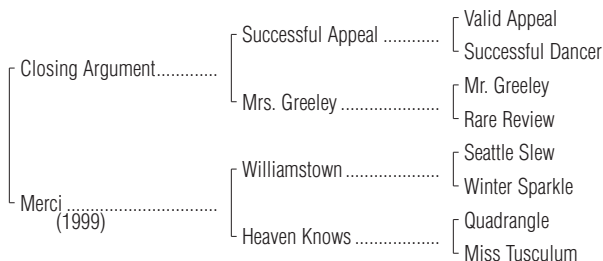 Valid Appeal
Successful Appeal ............
Successful Dancer
Closing Argument.............
Mr. Greeley
Mrs. Greeley .....................
Rare Review
Seattle Slew
Williamstown ....................
Winter Sparkle
Merci ................................
(1999)
Quadrangle
Heaven Knows ..................
Miss Tusculum